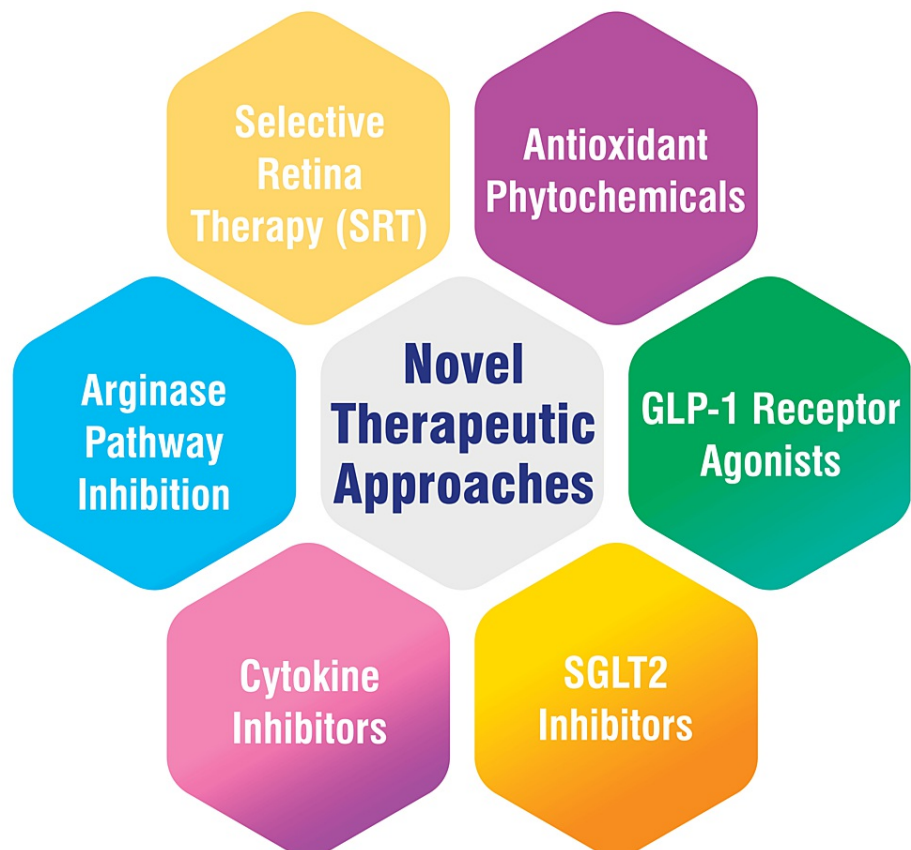 Selective
Retina
Therapy (SRT)
Antioxidant
Phytochemicals
Arginase
Pathway
Inhibition
Novel
Therapeutic
Approaches
GLP-1 Receptor
Agonists
Cytokine
Inhibitors
SGLT2
Inhibitors